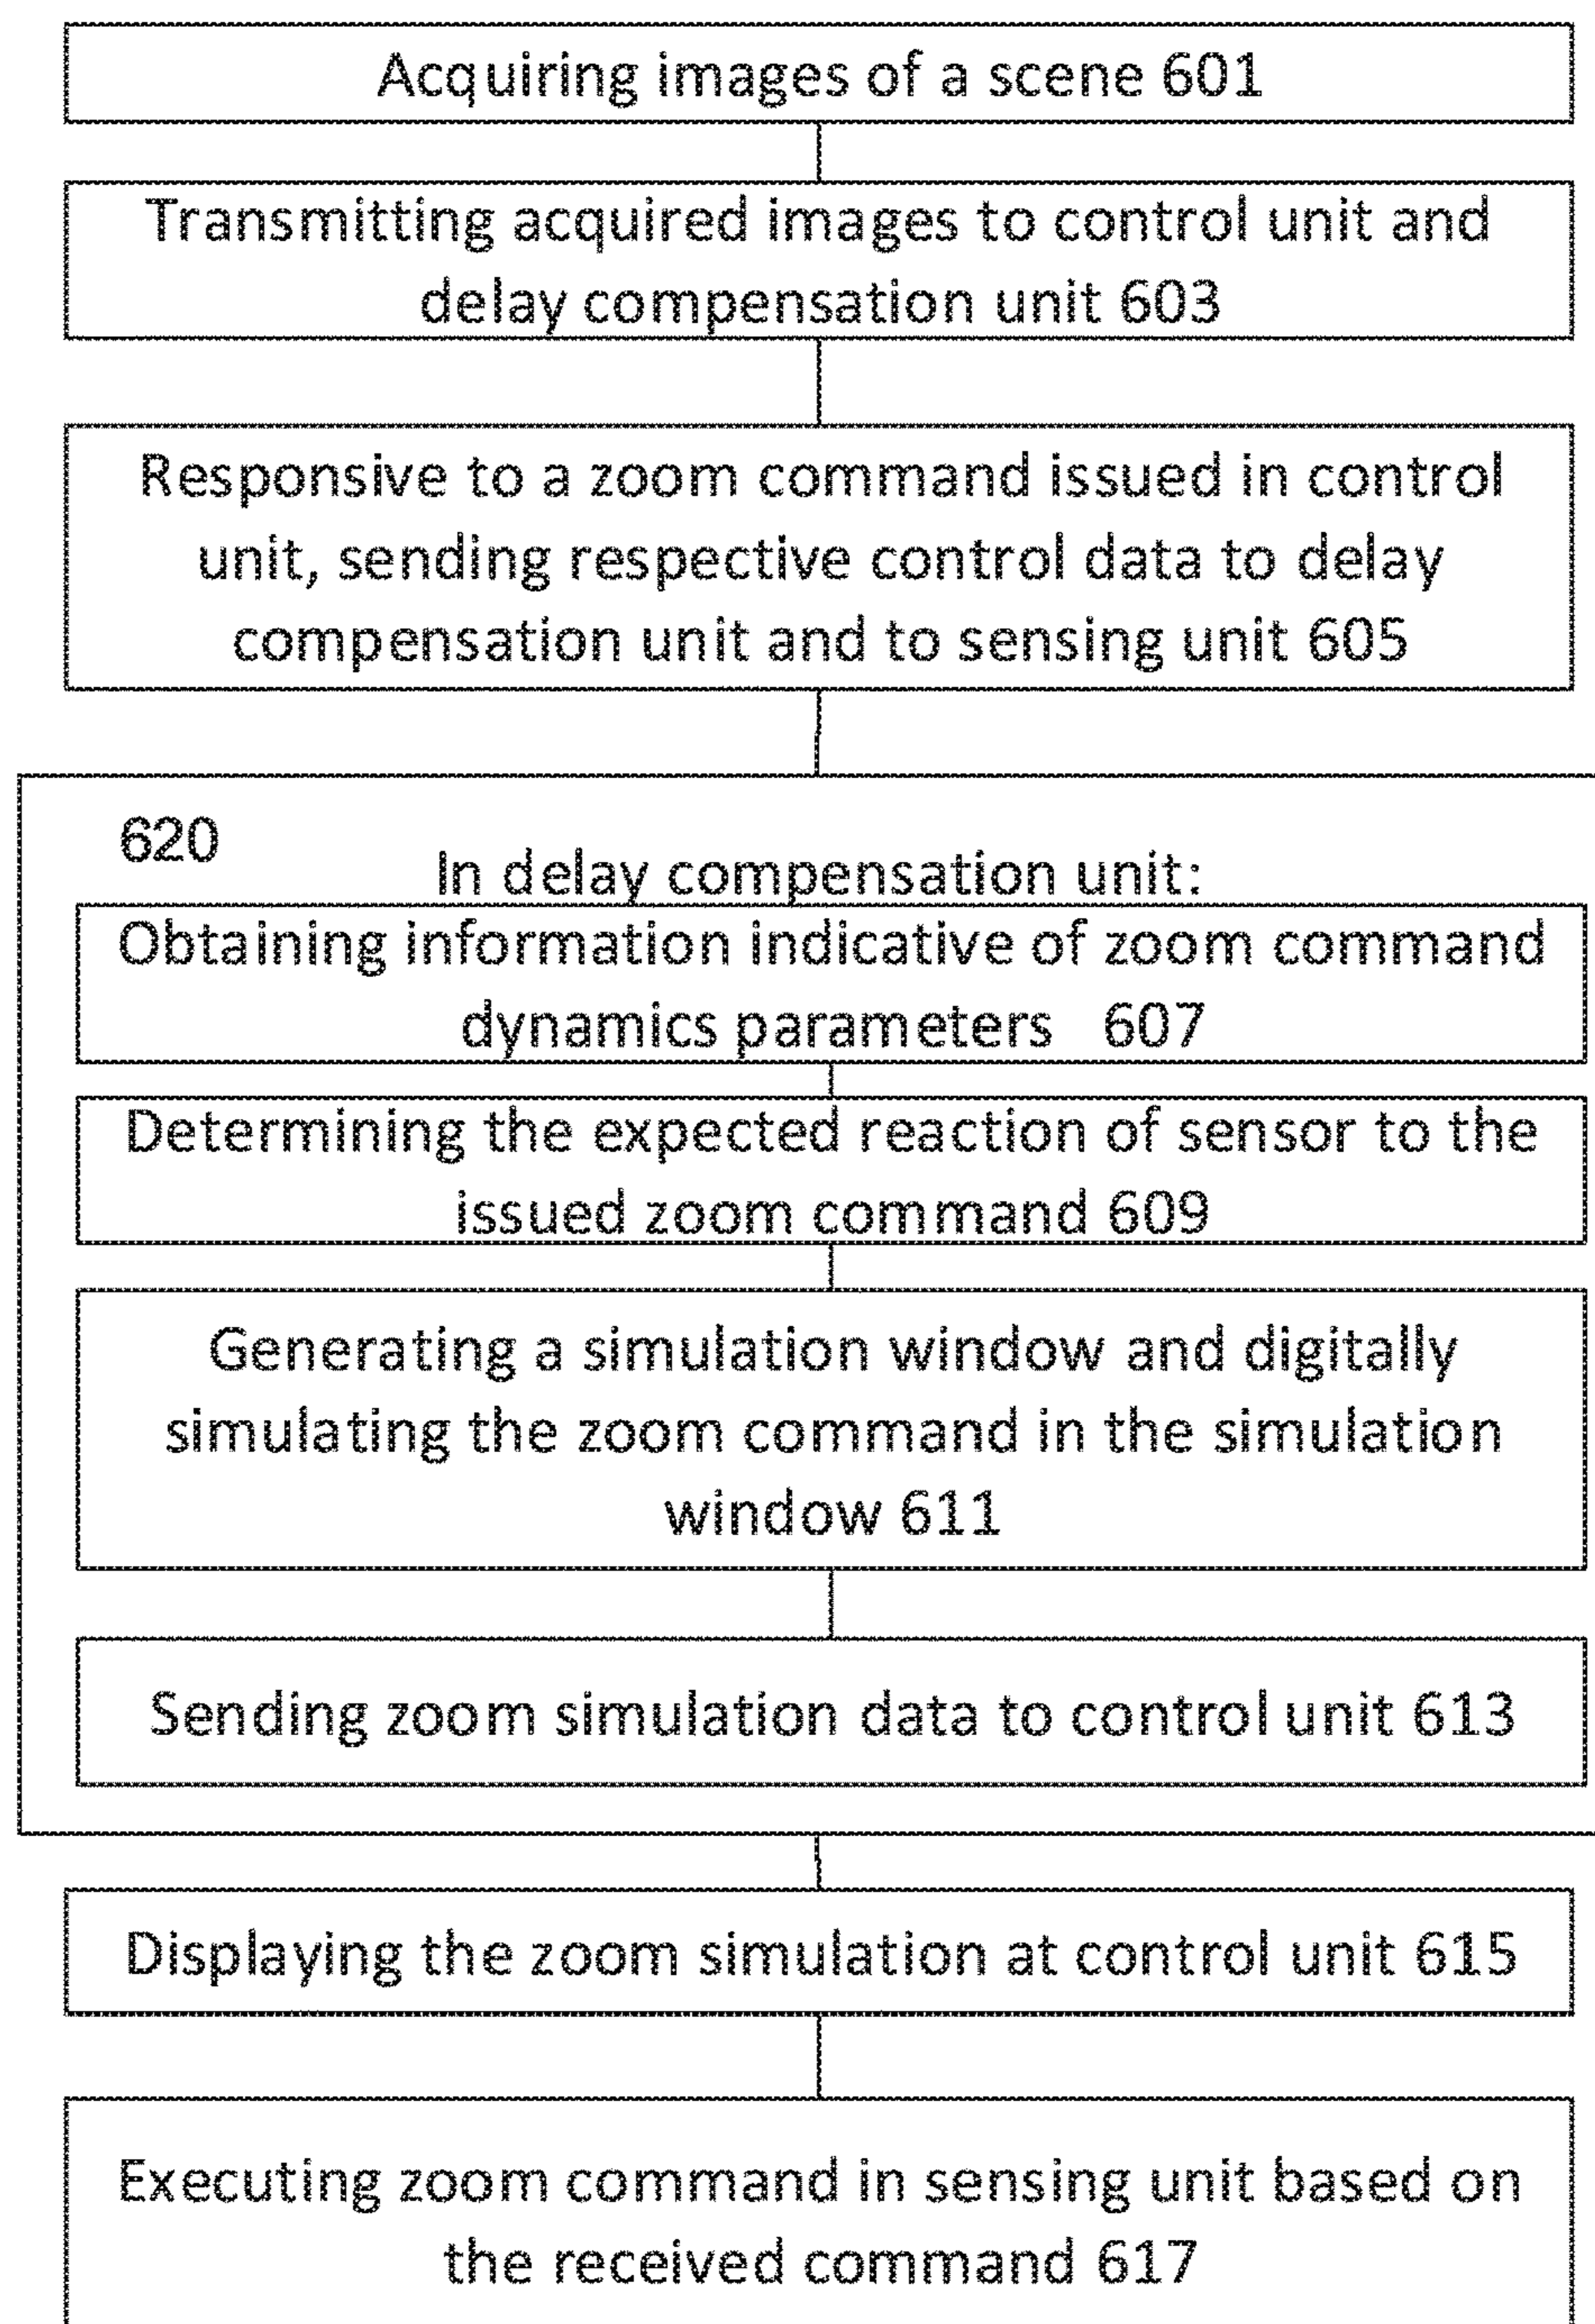 Acquiring images of a scene 601
Transmitting acquired images to control unit and
delay compensation unit 603
Responsive to a zoom command issued in control
unit, sending respective control data to delay
compensation unit and to sensing unit 605
620
In delay compensation unit:
Obtaining information indicative of zoom command
dynamics parameters 607
Determining the expected reaction of sensor to the
issued zoom command 609
Generating a simulation window and digitally
simulating the zoom command in the simulation
window 611
Sending zoom simulation data to control unit 613
Displaying the zoom simulation at control unit 615
Executing zoom command in sensing unit based on
the received command 617